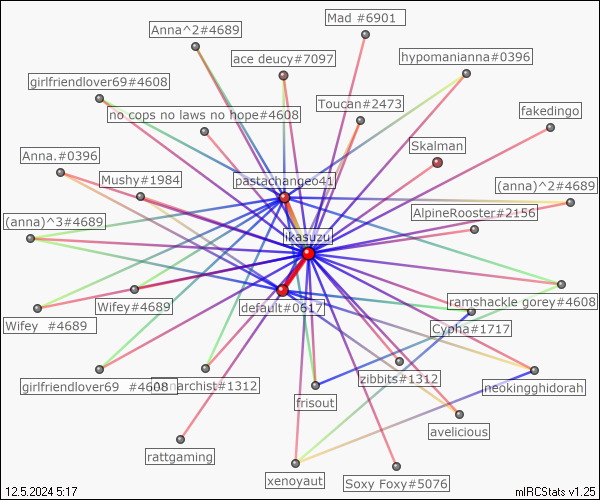 Mad #6901
Anna^2#4689
ace deucy#7097
hypomanianna#0396
girlfriendlover69#4608
Toucan#2473
no cops no laws no hope#4608
fakedingo
Skalman
Anna.#0396
Mushy#1984
pastachangeo41
(anna)^2#4689
(anna)^3#4689
AlpineRooster#2156
ikasuzu
Wifey#4689
default#0617
ramshackle gorey#4608
Wifey #4689
Cypha#1717
girlfriendlover69 #4608
zibbits#1312
neokingghidorah
frisout
avelicious
rattgaming
xenoyaut
Soxy Foxy#5076
12.5.2024 5:17
mIRCStats v1.25